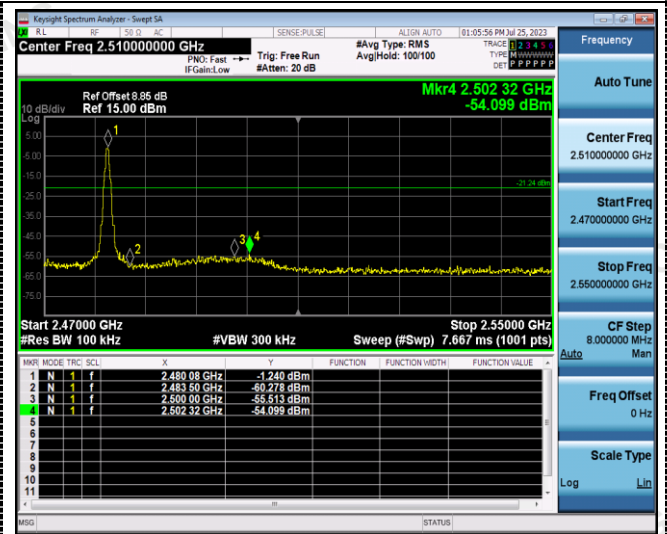 Keysight Spectrum Analyzer - Swept SA
RL RF 50 Ω AC SENSE:PULSE ALIGN AUTO 01:05:56 PM Jul 25, 2023
Center Freq 2.510000000 GHz #Avg Type: RMS TRACE 1 2 3 4 5 6
PNO: Fast Trig: Free Run Avg|Hold: 100/100 TYPE M WWWWW
IFGain:Low #Atten: 20 dB DET P P P P P P
Frequency
Auto Tune
Center Freq
2.510000000 GHz
Start Freq
2.470000000 GHz
Stop Freq
2.550000000 GHz
CF Step
8.000000 MHz
Auto Man
Freq Offset
0 Hz
Scale Type
Log Lin
Mkr4 2.502 32 GHz
-54.099 dBm
Ref Offset 8.85 dB
10 dB/div Ref 15.00 dBm
Log
5.00
-5.00
-15.0
-25.0
-35.0
-45.0
-55.0
-65.0
-75.0
1
2
3
4
-21.24 dBm
Start 2.47000 GHz Stop 2.55000 GHz
#Res BW 100 kHz #VBW 300 kHz Sweep (#Swp) 7.667 ms (1001 pts)
MKR MODE TRC SCL X Y FUNCTION FUNCTION WIDTH FUNCTION VALUE
1 N 1 f 2.480 08 GHz -1.240 dBm
2 N 1 f 2.483 50 GHz -60.278 dBm
3 N 1 f 2.500 00 GHz -55.513 dBm
4 N 1 f 2.502 32 GHz -54.099 dBm
5
6
7
8
9
10
11
MSG STATUS